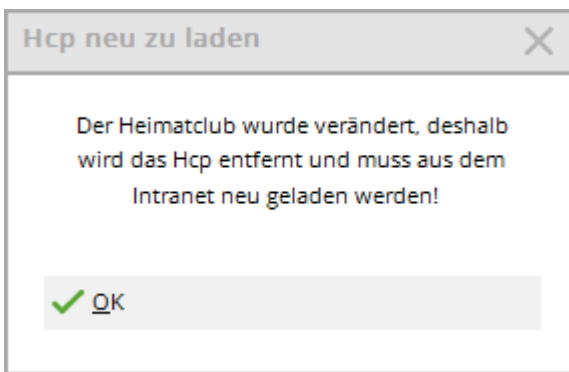 Hcp neu zu laden
Der Heimatclub wurde verändert, deshalb
wird das Hcp entfernt und muss aus dem
Intranet neu geladen werden!
OK